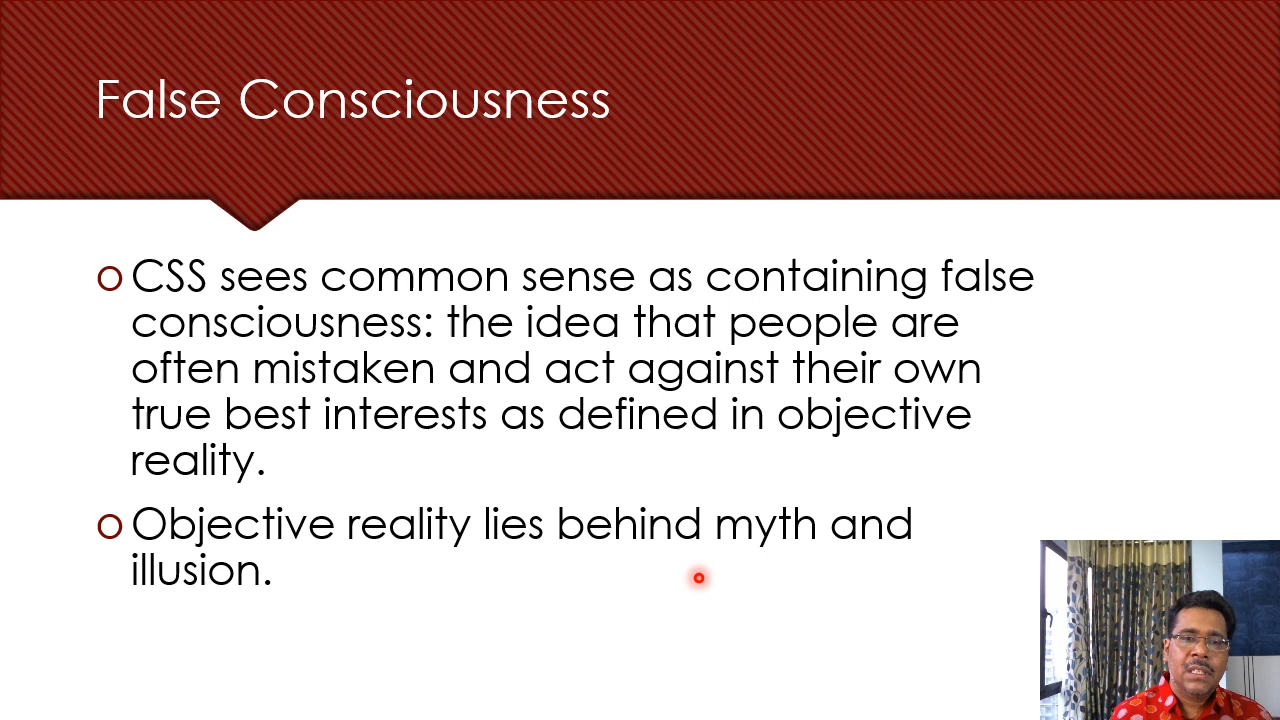 False Consciousness
o CSS sees common sense as containing false
consciousness: the idea that people are
often mistaken and act against their own
true best interests as defined in objective
reality.
o Objective reality lies behind myth and
illusion.